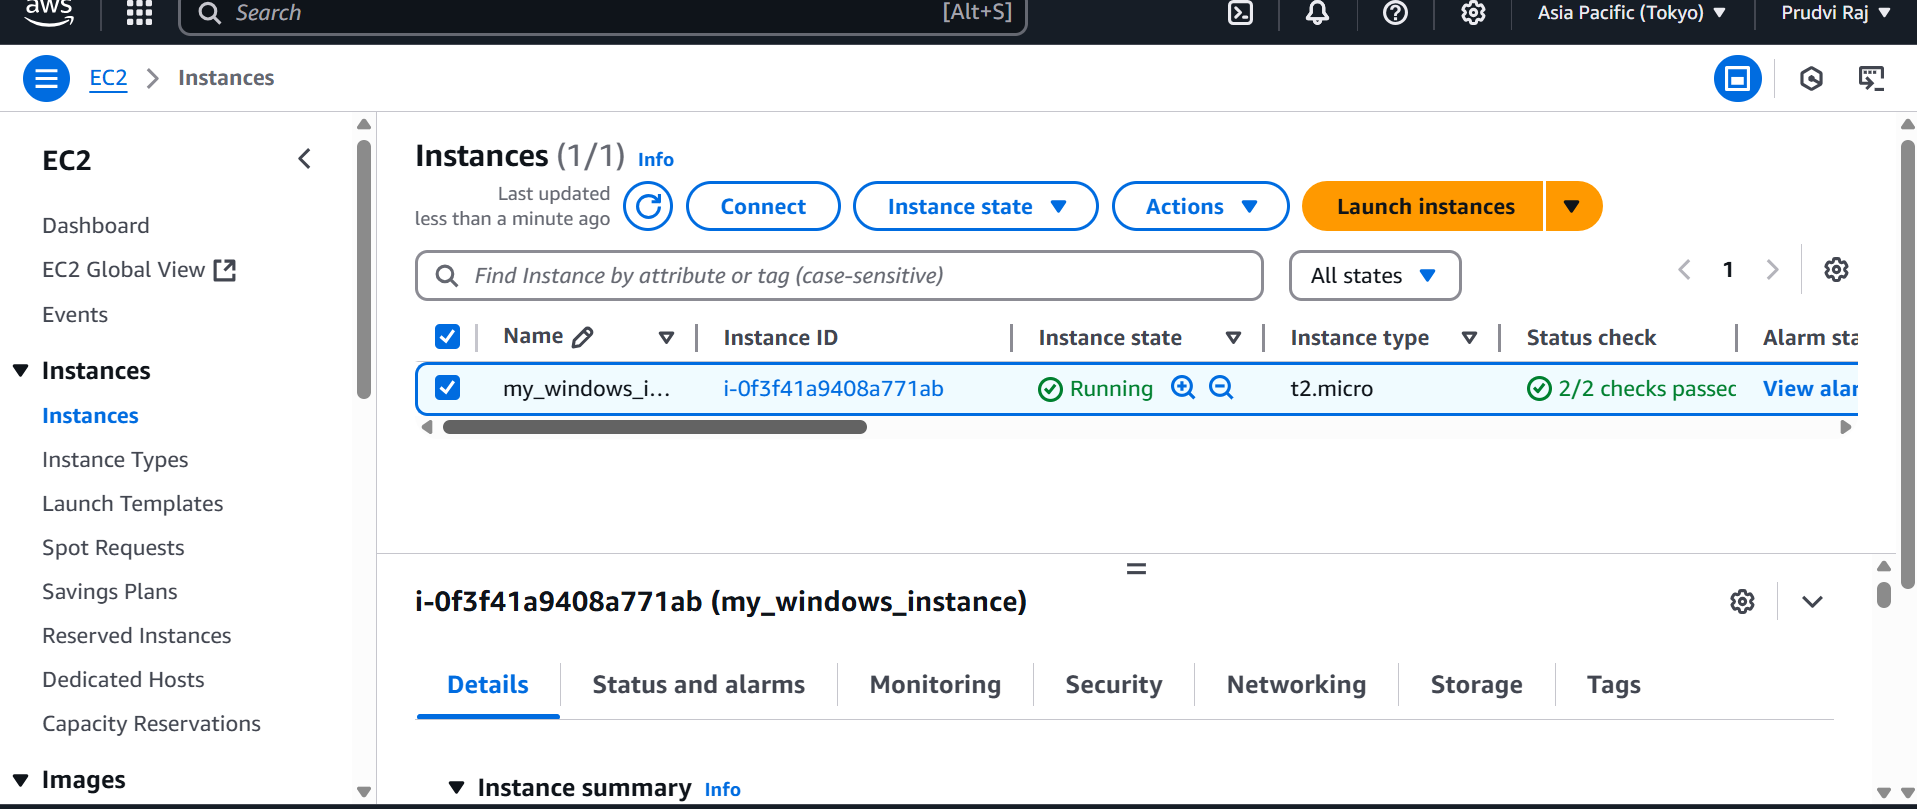 aws
Search
[Alt+S]
Asia Pacific (Tokyo)
Prudvi Raj
EC2
Instances
EC2
Dashboard
EC2 Global View
Events
Instances
Instances
Instance Types
Launch Templates
Spot Requests
Savings Plans
Reserved Instances
Dedicated Hosts
Capacity Reservations
Images
Instances (1/1) Info
Last updated
less than a minute ago
Connect
Instance state
Actions
Launch instances
Find Instance by attribute or tag (case-sensitive)
All states
1
Name Instance ID Instance state Instance type Status check Alarm sta
my_windows_i... i-0f3f41a9408a771ab Running t2.micro 2/2 checks passed View alar
i-0f3f41a9408a771ab (my_windows_instance)
Details Status and alarms Monitoring Security Networking Storage Tags
Instance summary Info